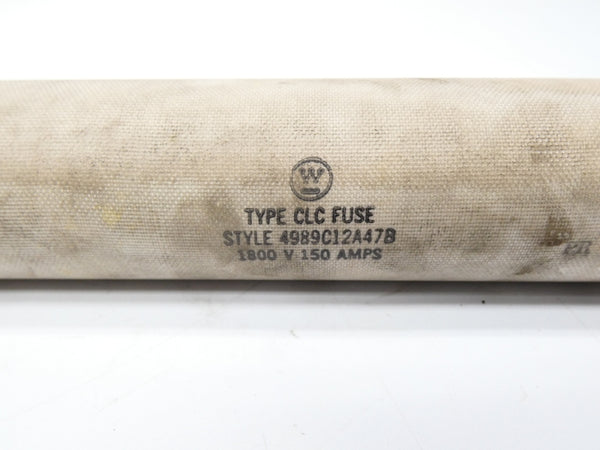 W
TYPE CLC FUSE
STYLE 4989C12A47B
1800 V 150 AMPS